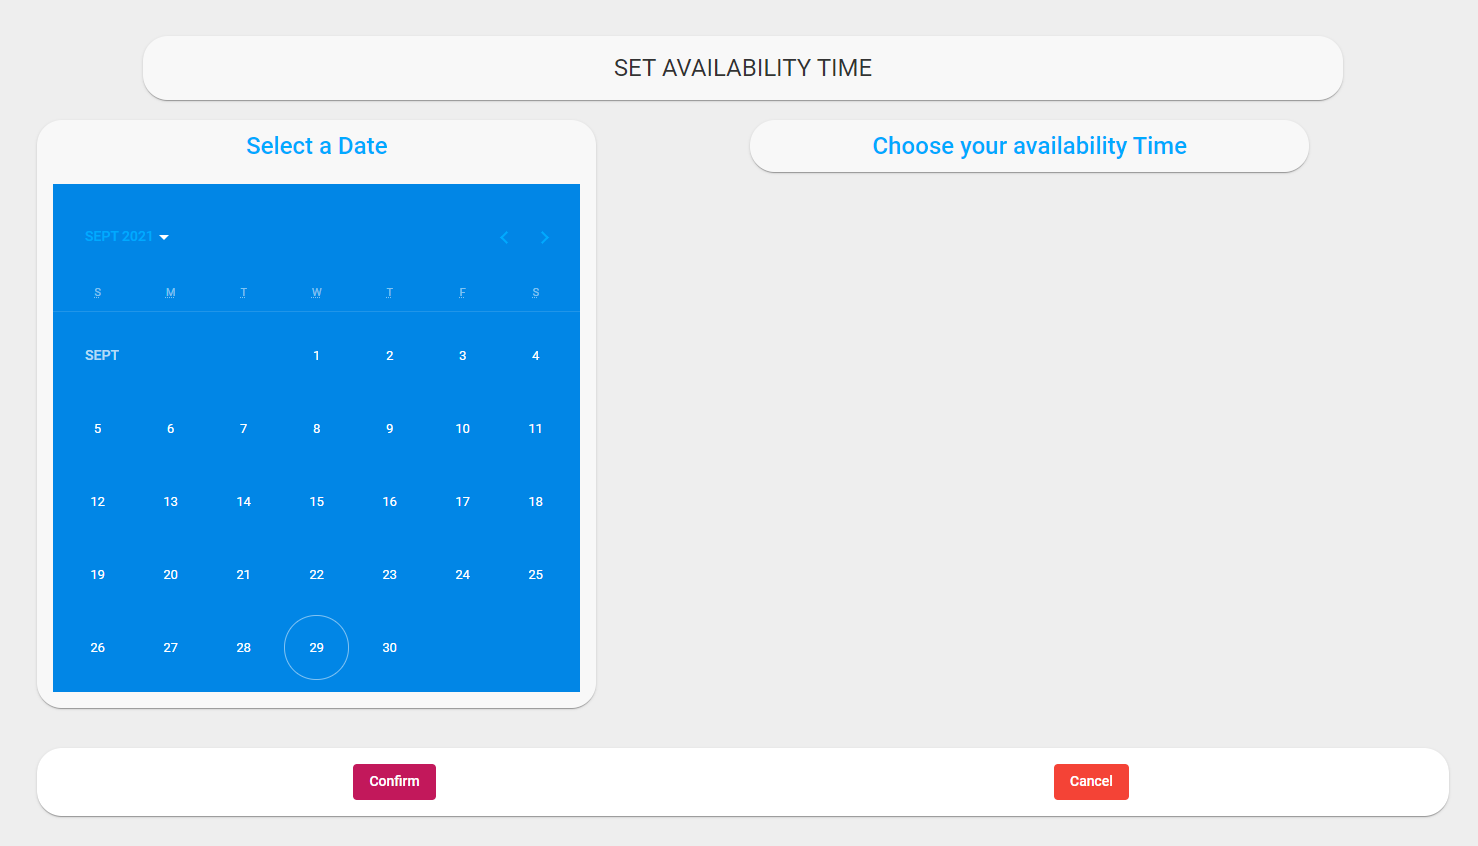 SET AVAILABILITY TIME
Select a Date
Choose your availability Time
SEPT 2021
S M T W T F S
SEPT 1 2 3 4
5 6 7 8 9 10 11
12 13 14 15 16 17 18
19 20 21 22 23 24 25
26 27 28 29 30
Confirm
Cancel